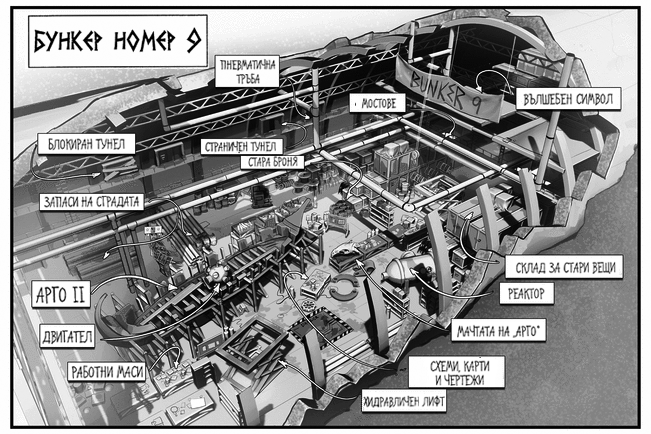 БУНКЕР НОМЕР 9
ПНЕВМАТИЧНА
ТРЪБА
BUNKER 9
МОСТОВЕ
ВЪЛШЕБЕН СИМВОЛ
БЛОКИРАН ТУНЕЛ
СТРАНИЧЕН ТУНЕЛ
СТАРА БРОНЯ
ЗАПАСИ НА СГРАДАТА
СКЛАД ЗА СТАРИ ВЕЩИ
АРГО II
РЕАКТОР
ДВИГАТЕЛ
МАЧТАТА НА „АРГО“
РАБОТНИ МАСИ
СХЕМИ, КАРТИ
И ЧЕРТЕЖИ
ХИДРАВЛИЧЕН ЛИФТ